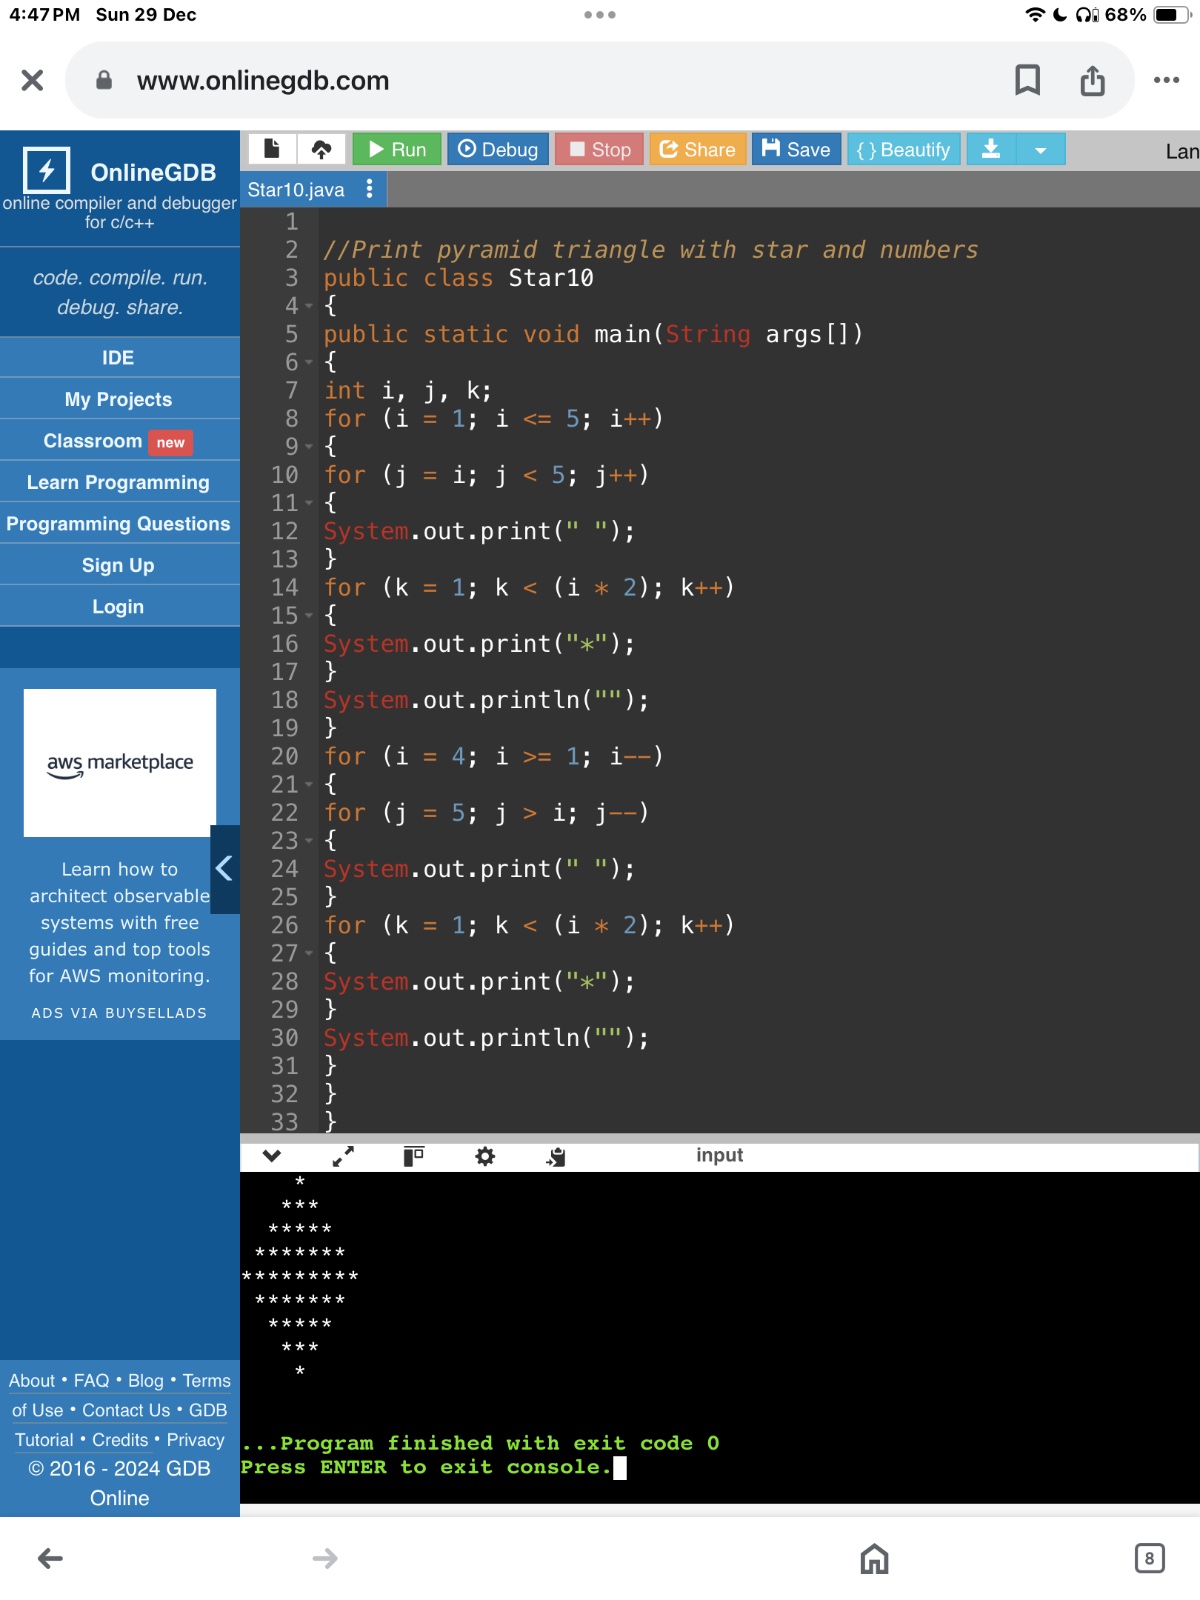 4:47 PM Sun 29 Dec
68%
www.onlinegdb.com
OnlineGDB
online compiler and debugger
for c/c++
code. compile. run.
debug. share.
IDE
My Projects
Classroom new
Learn Programming
Programming Questions
Sign Up
Login
aws marketplace
Learn how to
architect observable
systems with free
guides and top tools
for AWS monitoring.
ADS VIA BUYSELLADS
About • FAQ • Blog • Terms
of Use • Contact Us • GDB
Tutorial • Credits • Privacy
© 2016 - 2024 GDB
Online
Run Debug Stop Share Save { } Beautify Lan
Star10.java
1
2 //Print pyramid triangle with star and numbers
3 public class Star10
4 {
5 public static void main(String args[])
6 {
7 int i, j, k;
8 for (i = 1; i <= 5; i++)
9 {
10 for (j = i; j < 5; j++)
11 {
12 System.out.print(" ");
13 }
14 for (k = 1; k < (i * 2); k++)
15 {
16 System.out.print("*");
17 }
18 System.out.println("");
19 }
20 for (i = 4; i >= 1; i--)
21 {
22 for (j = 5; j > i; j--)
23 {
24 System.out.print(" ");
25 }
26 for (k = 1; k < (i * 2); k++)
27 {
28 System.out.print("*");
29 }
30 System.out.println("");
31 }
32 }
33 }
input
    *
   ***
  *****
 *******
*********
 *******
  *****
   ***
    *
...Program finished with exit code 0
Press ENTER to exit console.
8